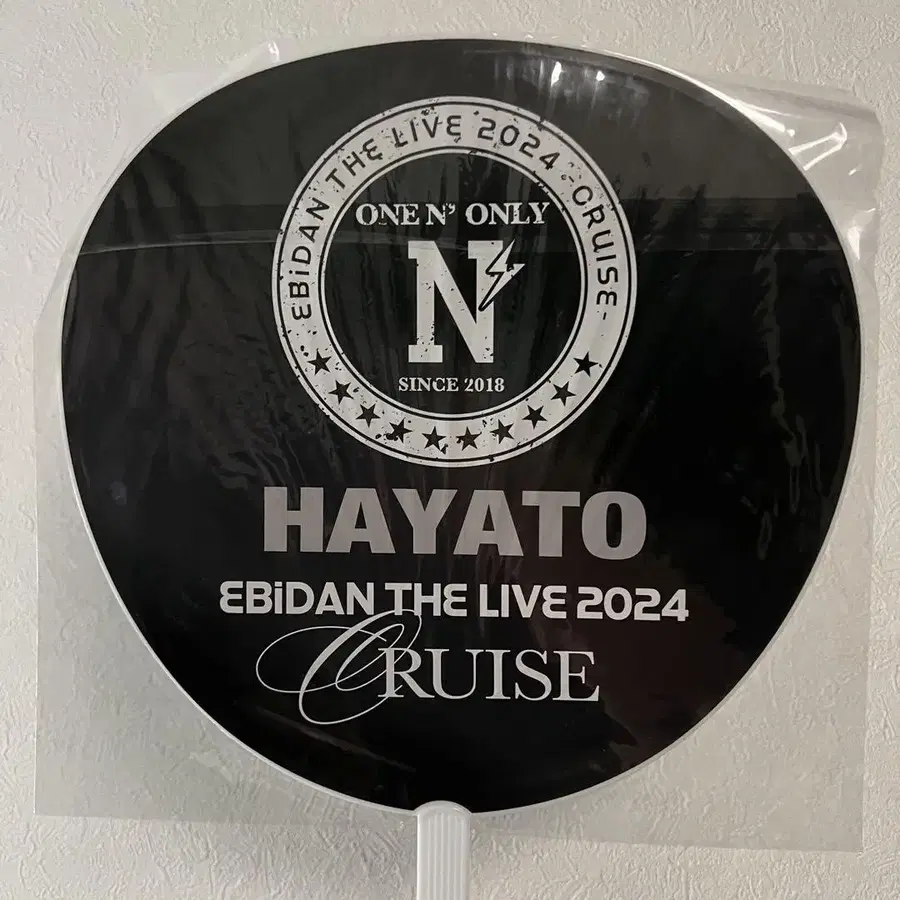 -EBiDAN THE LIVE 2024 -CRUISE-
ONE N' ONLY
N'
SINCE 2018
HAYATO
EBiDAN THE LIVE 2024
CRUISE